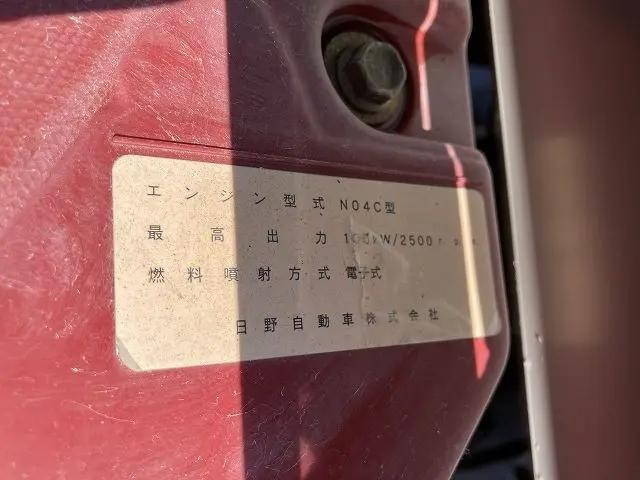 エンジン型式 N04C型
最高出力 kW/2500r.p.m.
燃料噴射方式 電子式
日野自動車株式会社